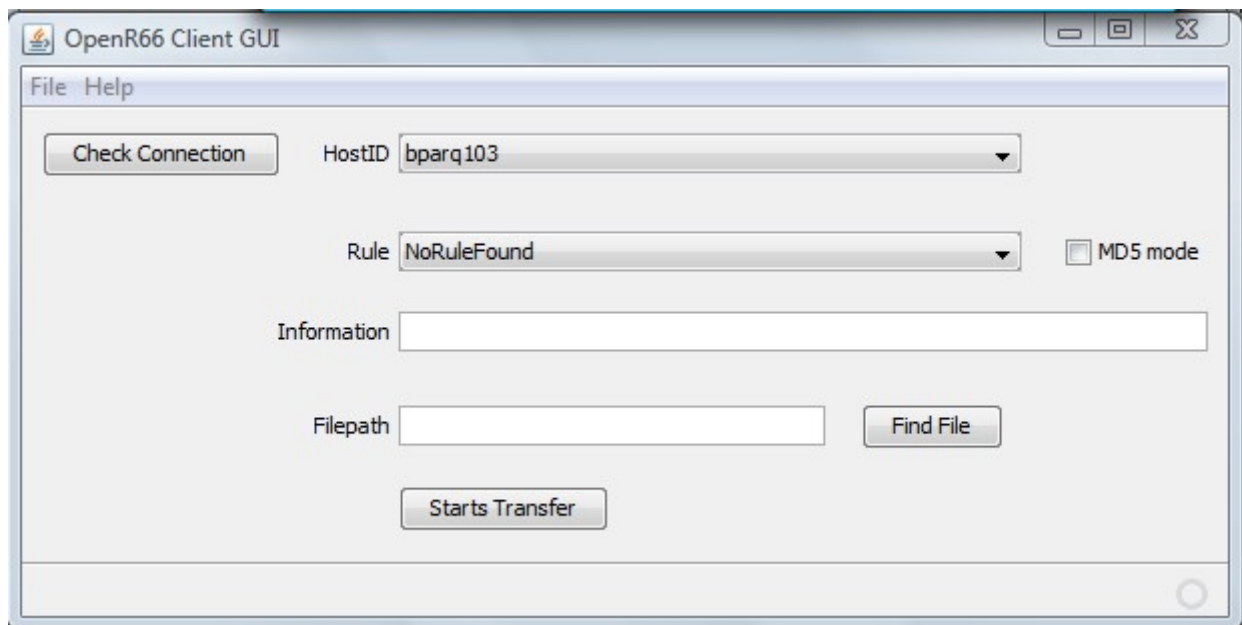 OpenR66 Client GUI
File Help
Check Connection HostID bparq103
Rule NoRuleFound MD5 mode
Information
Filepath Find File
Starts Transfer